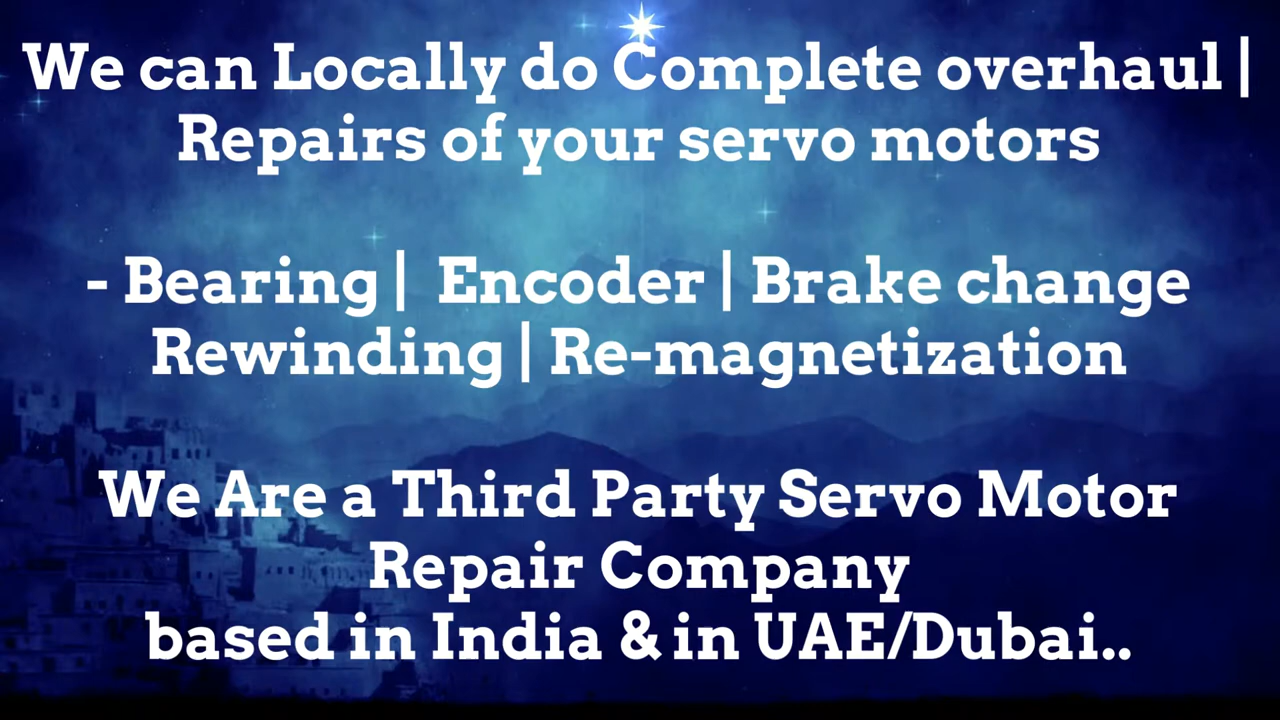 We can Locally do Complete overhaul |
Repairs of your servo motors
- Bearing | Encoder | Brake change
Rewinding | Re-magnetization
We Are a Third Party Servo Motor
Repair Company
based in India & in UAE/Dubai..